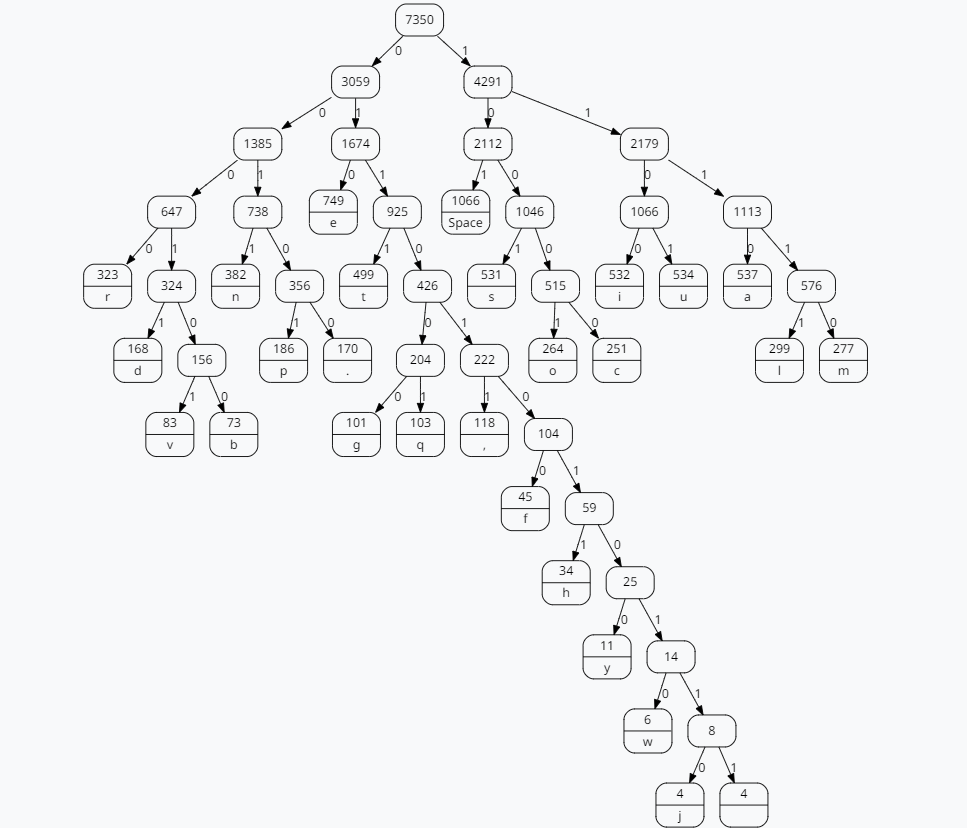 7350
0 1
3059 4291
0 1 0 1
1385 1674 2112 2179
0 1 0 1 1 0 0 1
647 738 749 e 925 1066 Space 1046 1066 1113
0 1 1 0 1 0 1 0 0 1 0 1
323 r 324 382 n 356 499 t 426 531 s 515 532 i 534 u 537 a 576
1 0 1 0 0 1 1 0 1 0
168 d 156 186 p 170 . 204 222 264 o 251 c 299 l 277 m
1 0 0 1 1 0
83 v 73 b 101 g 103 q 118 , 104
0 1
45 f 59
1 0
34 h 25
0 1
11 y 14
0 1
6 w 8
0 1
4 j 4